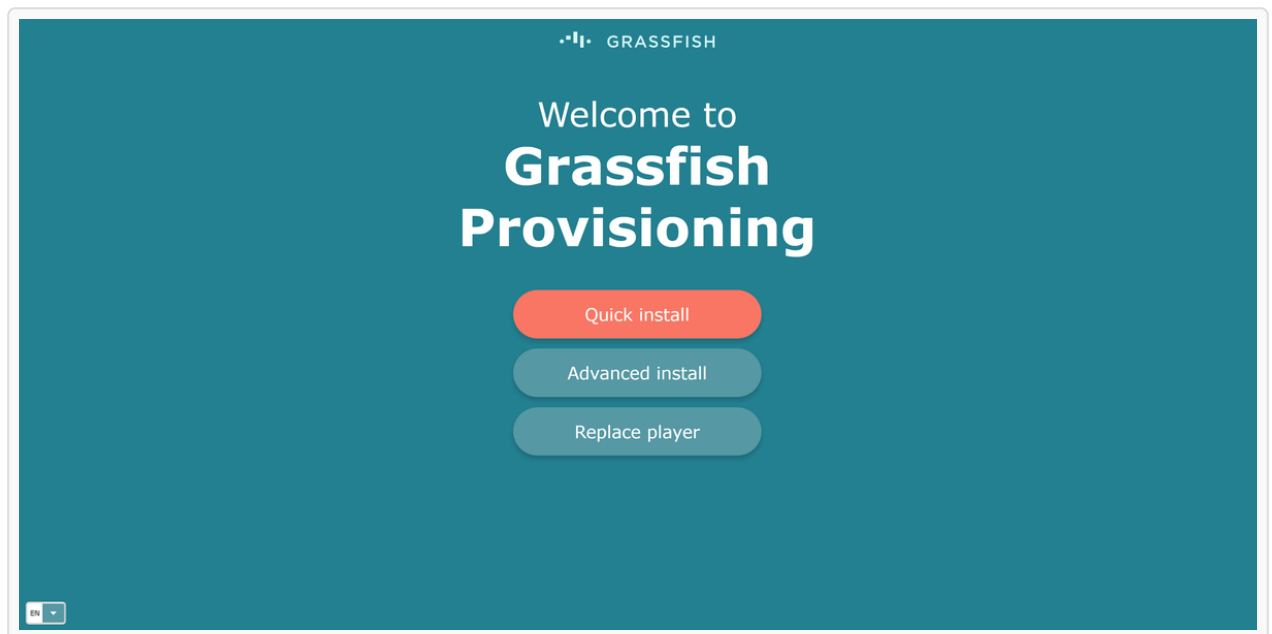 GRASSFISH
Welcome to
Grassfish
Provisioning
Quick install
Advanced install
Replace player
EN